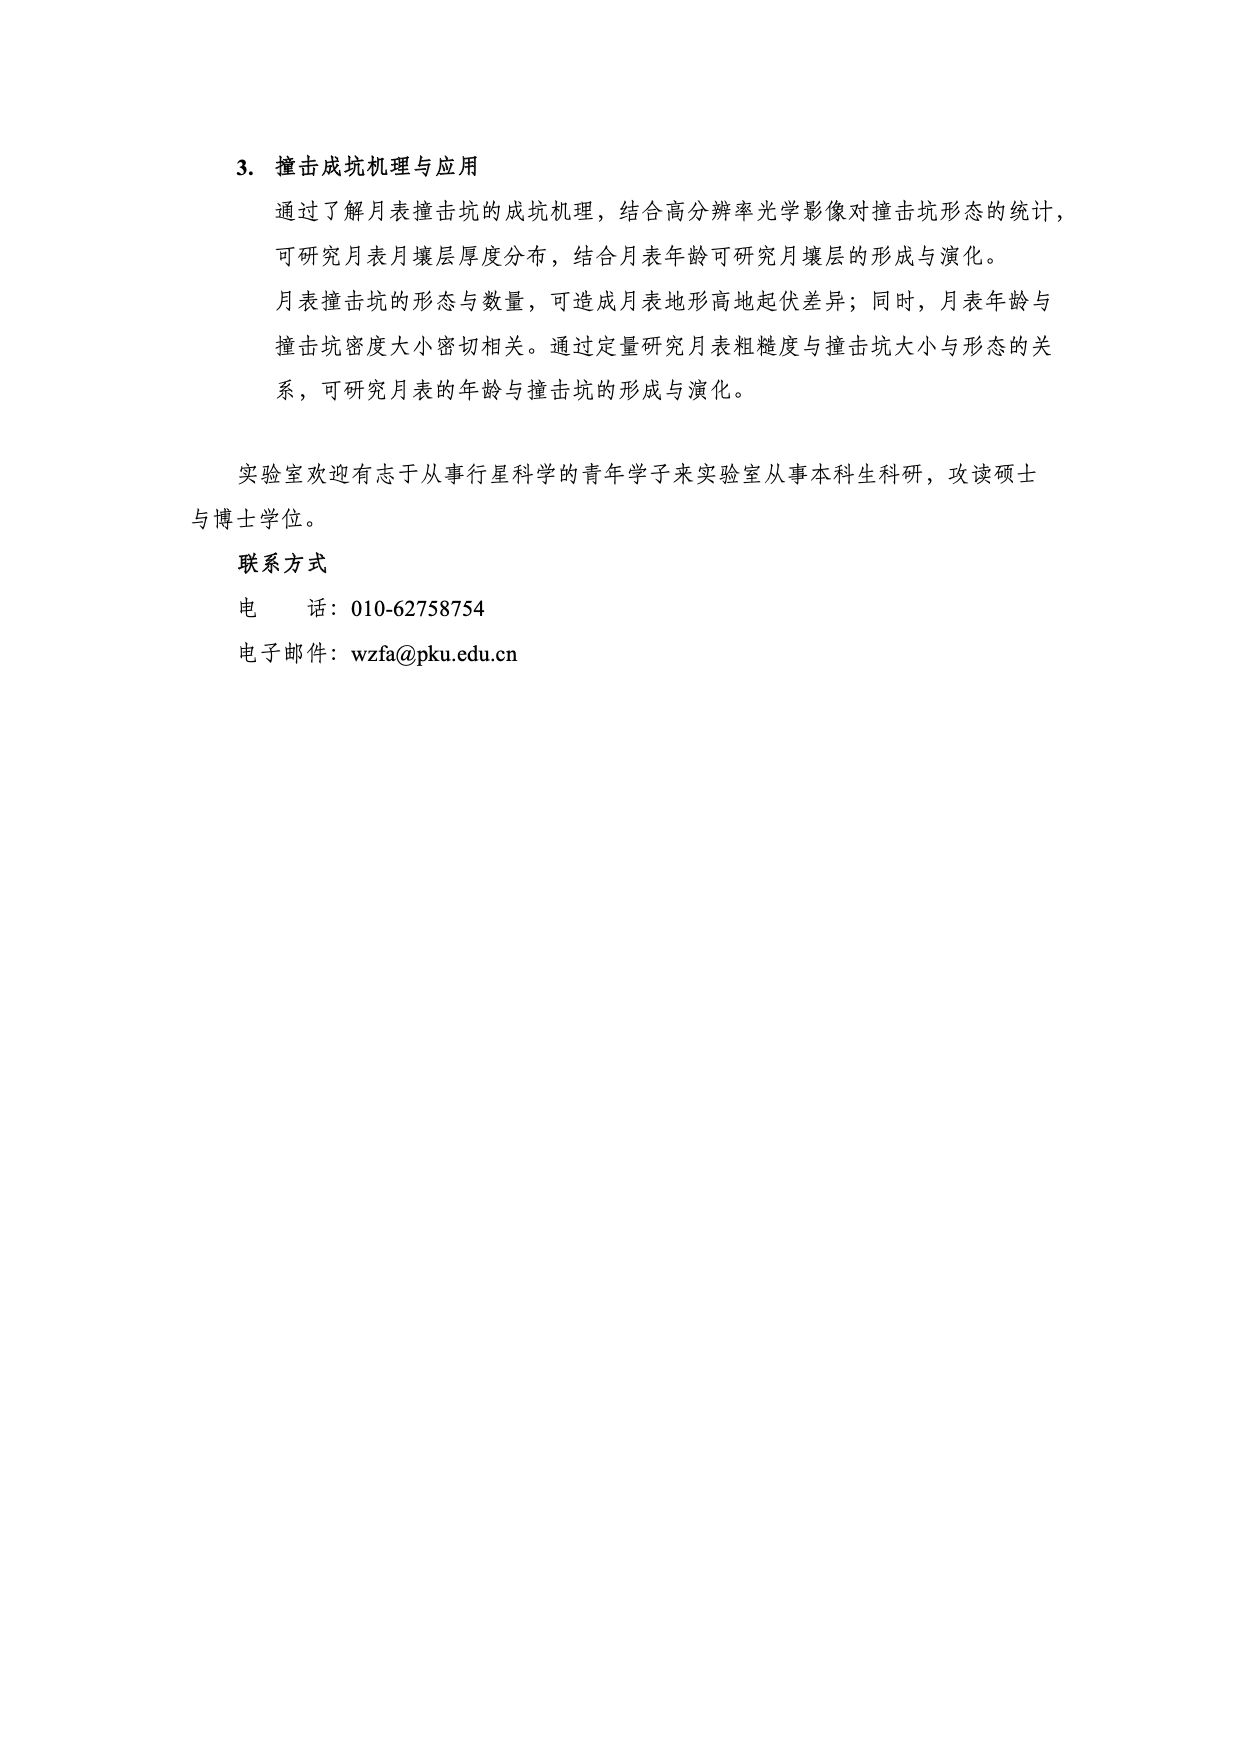 3. 撞击成坑机理与应用
通过了解月表撞击坑的成坑机理，结合高分辨率光学影像对撞击坑形态的统计，
可研究月表月壤层厚度分布，结合月表年龄可研究月壤层的形成与演化。
月表撞击坑的形态与数量，可造成月表地形高地起伏差异；同时，月表年龄与
撞击坑密度大小密切相关。通过定量研究月表粗糙度与撞击坑大小与形态的关
系，可研究月表的年龄与撞击坑的形成与演化。
实验室欢迎有志于从事行星科学的青年学子来实验室从事本科生科研，攻读硕士
与博士学位。
联系方式
电　　话：010-62758754
电子邮件：wzfa@pku.edu.cn